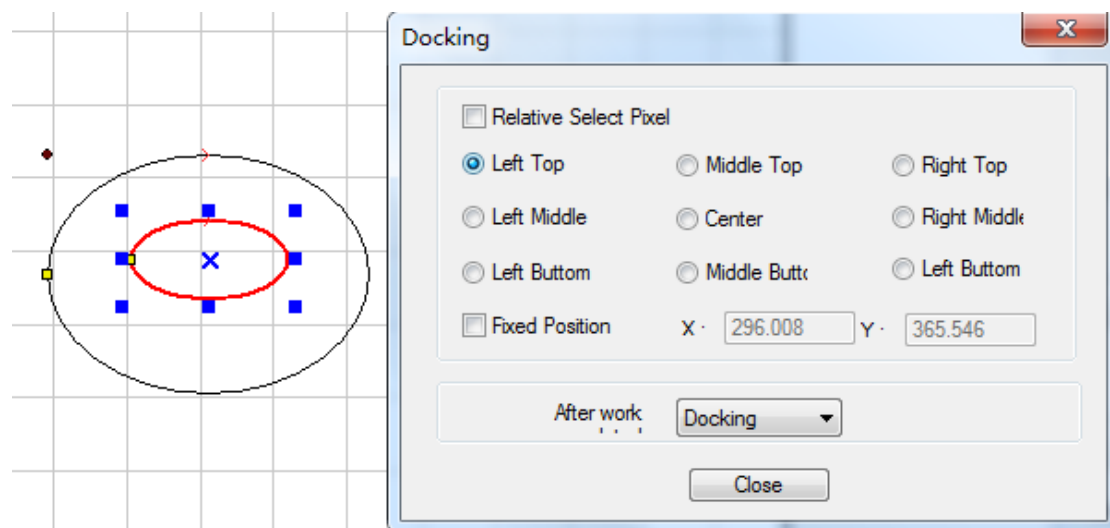 Docking
Relative Select Pixel
Left Top
Middle Top
Right Top
Left Middle
Center
Right Middle
Left Buttom
Middle Butt
Left Buttom
Fixed Position
X · 296.008
Y · 365.546
After work
Docking
Close